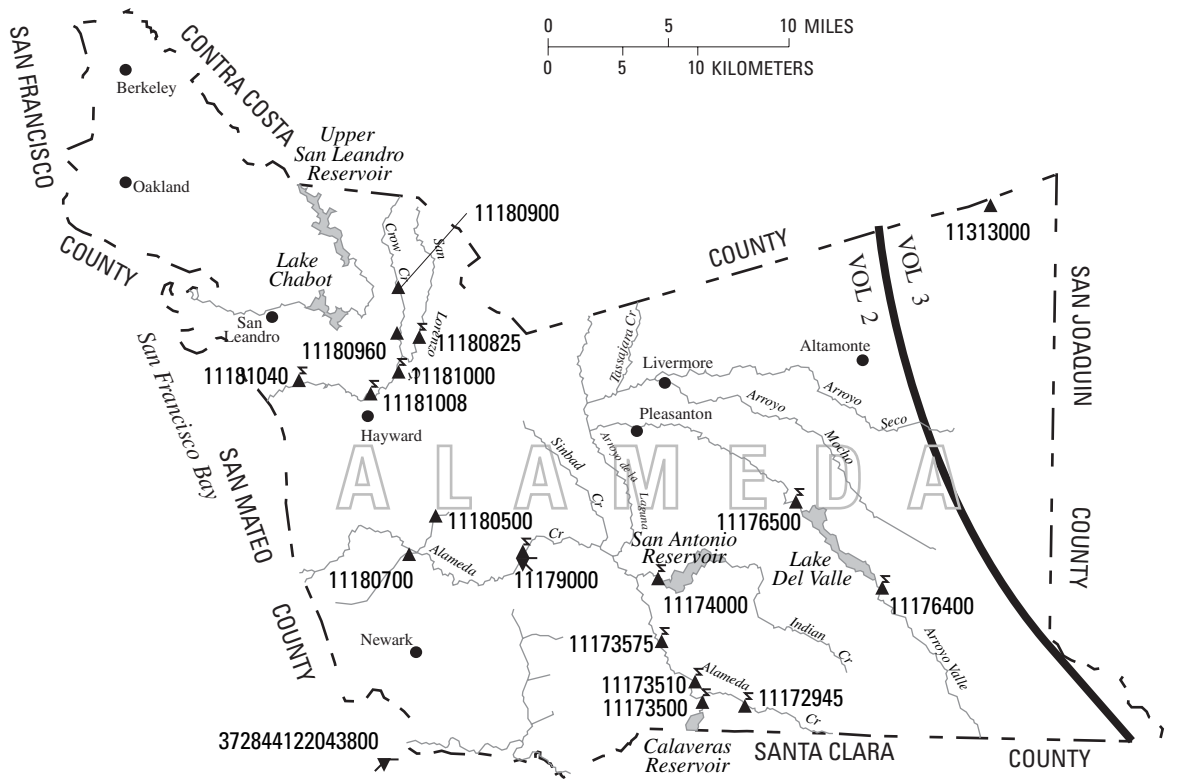 0 5 10 MILES
0 5 10 KILOMETERS
SAN FRANCISCO
COUNTY
CONTRA COSTA
COUNTY
Berkeley
Oakland
Upper
San Leandro
Reservoir
11180900
Crow
Cr
San
Lorenzo
Cr
Lake
Chabot
San
Leandro
11180960
11180825
11181040
11181000
11181008
Hayward
San Francisco Bay
SAN MATEO
COUNTY
11313000
VOL 3
VOL 2
SAN JOAQUIN
COUNTY
Tassajara Cr
Livermore
Altamonte
Pleasanton
Arroyo
Seco
Arroyo
Mocho
ALAMEDA
Sinbad
Cr
Arroyo de la
Laguna
11180500
11176500
San Antonio
Reservoir
Lake
Del Valle
Alameda
Cr
11180700
11179000
11174000
11176400
Newark
11173575
Indian
Cr
Arroyo Valle
11173510
Alameda
Cr
11173500
11172945
372844122043800
Calaveras
Reservoir
SANTA CLARA
COUNTY